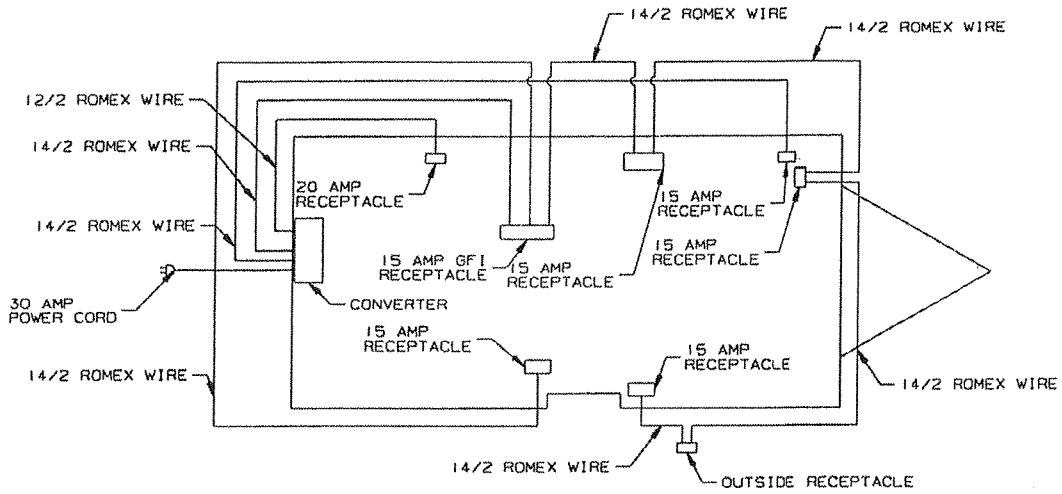 14/2 ROMEX WIRE
14/2 ROMEX WIRE
12/2 ROMEX WIRE
14/2 ROMEX WIRE
14/2 ROMEX WIRE
20 AMP
RECEPTACLE
15 AMP GFI
RECEPTACLE
15 AMP
RECEPTACLE
15 AMP
RECEPTACLE
15 AMP
RECEPTACLE
30 AMP
POWER CORD
CONVERTER
15 AMP
RECEPTACLE
15 AMP
RECEPTACLE
14/2 ROMEX WIRE
14/2 ROMEX WIRE
14/2 ROMEX WIRE
OUTSIDE RECEPTACLE